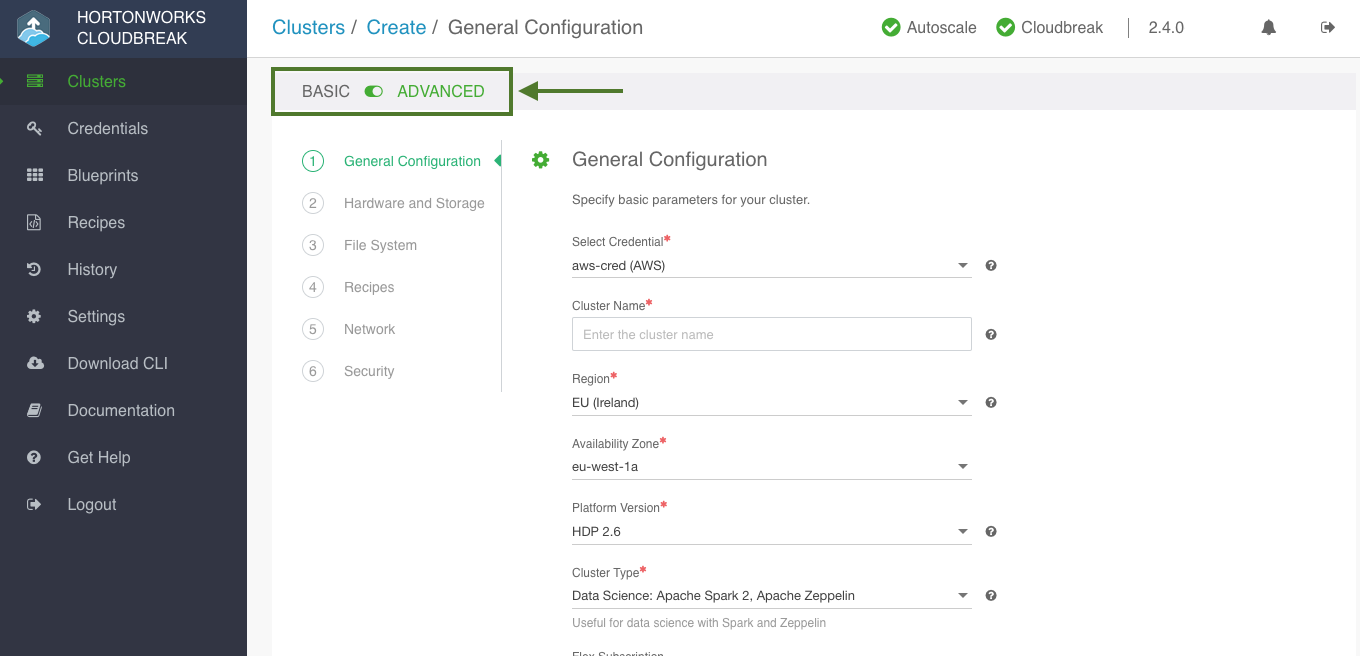 HORTONWORKS
CLOUDBREAK
Clusters
Credentials
Blueprints
Recipes
History
Settings
Download CLI
Documentation
Get Help
Logout
Clusters / Create / General Configuration
Autoscale Cloudbreak 2.4.0
BASIC ADVANCED
1 General Configuration
2 Hardware and Storage
3 File System
4 Recipes
5 Network
6 Security
General Configuration
Specify basic parameters for your cluster.
Select Credential*
aws-cred (AWS)
Cluster Name*
Enter the cluster name
Region*
EU (Ireland)
Availability Zone*
eu-west-1a
Platform Version*
HDP 2.6
Cluster Type*
Data Science: Apache Spark 2, Apache Zeppelin
Useful for data science with Spark and Zeppelin
Flex Subscription